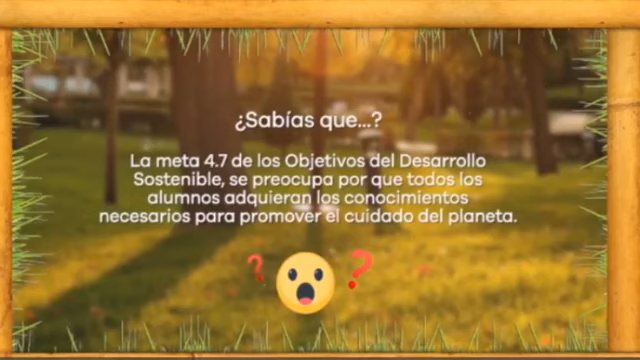 ¿Sabías que...?
La meta 4.7 de los Objetivos del Desarrollo
Sostenible, se preocupa por que todos los
alumnos adquieran los conocimientos
necesarios para promover el cuidado del planeta.
? ?